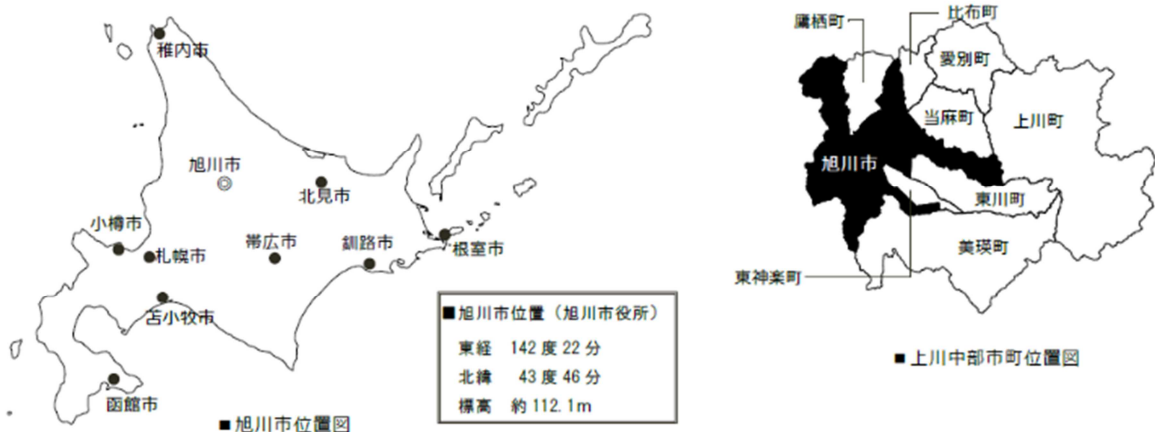 稚内市
旭川市
北見市
小樽市
札幌市
帯広市
釧路市
根室市
苫小牧市
函館市
■旭川市位置図
■旭川市位置（旭川市役所）
東経 142 度 22 分
北緯 43 度 46 分
標高 約 112.1m
鷹栖町
比布町
愛別町
当麻町
上川町
旭川市
東川町
美瑛町
東神楽町
■上川中部市町位置図